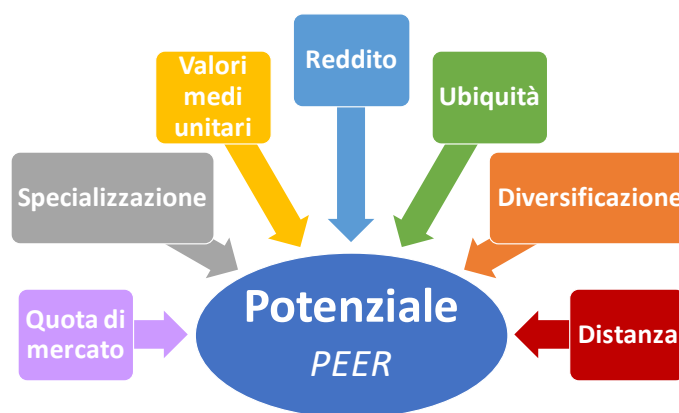 Reddito
Valori
medi
unitari
Ubiquità
Specializzazione
Diversificazione
Potenziale
PEER
Quota di
mercato
Distanza